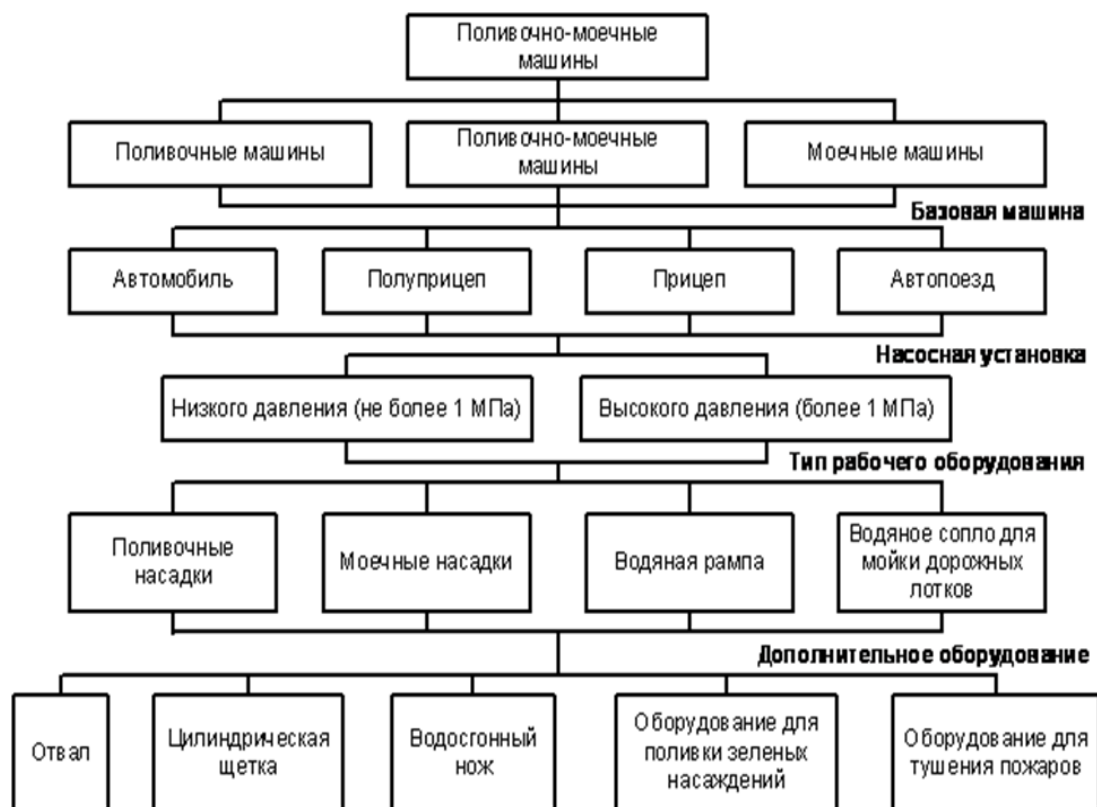 Поливочно-моечные
машины
Поливочные машины
Поливочно-моечные
машины
Моечные машины
Базовая машина
Автомобиль
Полуприцеп
Прицеп
Автопоезд
Насосная установка
Низкого давления (не более 1 МПа)
Высокого давления (более 1 МПа)
Тип рабочего оборудования
Поливочные
насадки
Моечные насадки
Водяная рампа
Водяное сопло для
мойки дорожных
лотков
Дополнительное оборудование
Отвал
Цилиндрическая
щетка
Водосгонный
нож
Оборудование для
поливки зеленых
насаждений
Оборудование для
тушения пожаров